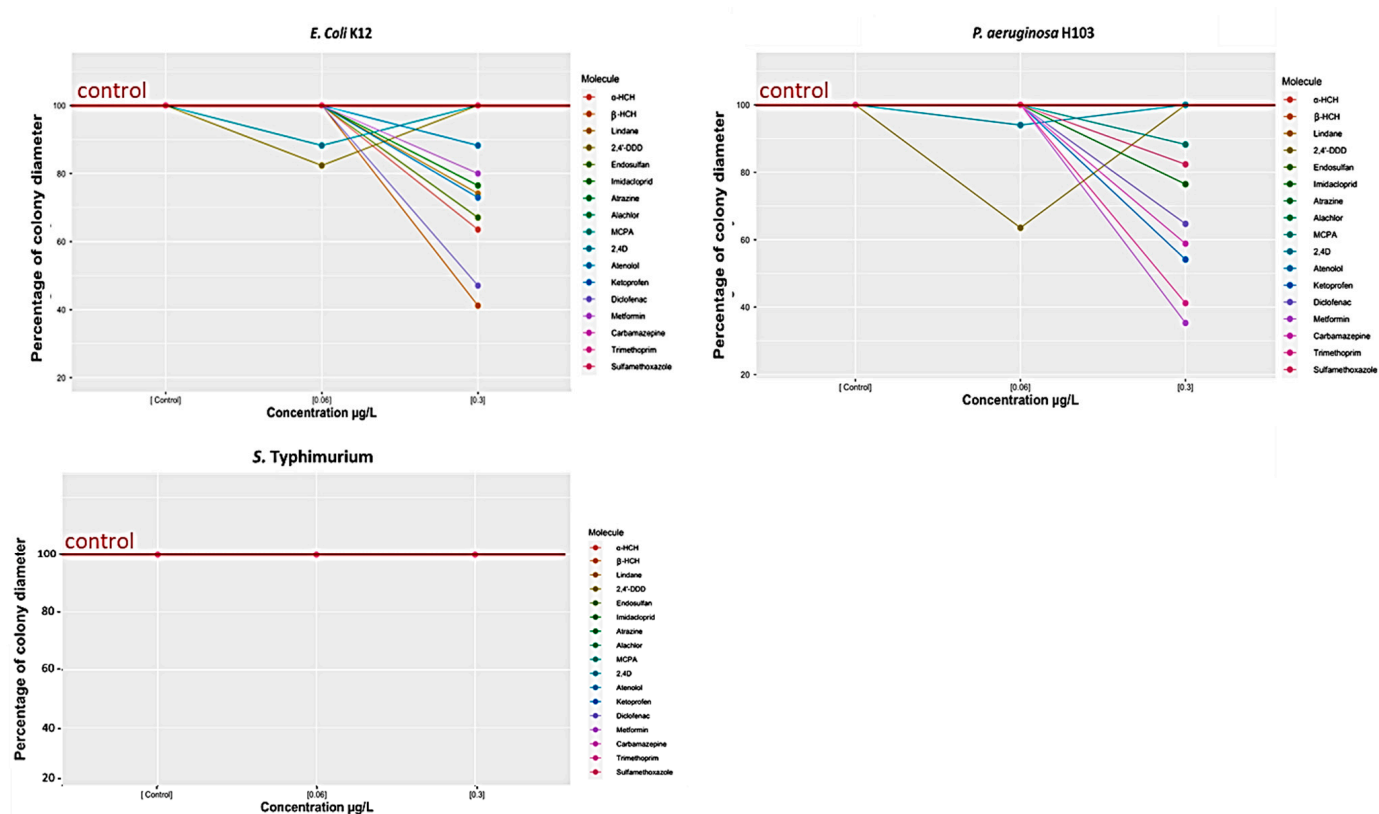 E. Coli K12
control
Percentage of colony diameter
100
80
60
40
20
[ Control]
[0.06]
[0.3]
Concentration µg/L
Molecule
α-HCH
β-HCH
Lindane
2,4'-DDD
Endosulfan
Imidacloprid
Atrazine
Alachlor
MCPA
2,4D
Atenolol
Ketoprofen
Diclofenac
Metformin
Carbamazepine
Trimethoprim
Sulfamethoxazole
P. aeruginosa H103
control
Percentage of colony diameter
100
80
60
40
20
[ Control]
[0.06]
[0.3]
Concentration µg/L
Molecule
α-HCH
β-HCH
Lindane
2,4'-DDD
Endosulfan
Imidacloprid
Atrazine
Alachlor
MCPA
2,4D
Atenolol
Ketoprofen
Diclofenac
Metformin
Carbamazepine
Trimethoprim
Sulfamethoxazole
S. Typhimurium
control
Percentage of colony diameter
100
80
60
40
20
[ Control]
[0.06]
[0.3]
Concentration µg/L
Molecule
α-HCH
β-HCH
Lindane
2,4'-DDD
Endosulfan
Imidacloprid
Atrazine
Alachlor
MCPA
2,4D
Atenolol
Ketoprofen
Diclofenac
Metformin
Carbamazepine
Trimethoprim
Sulfamethoxazole